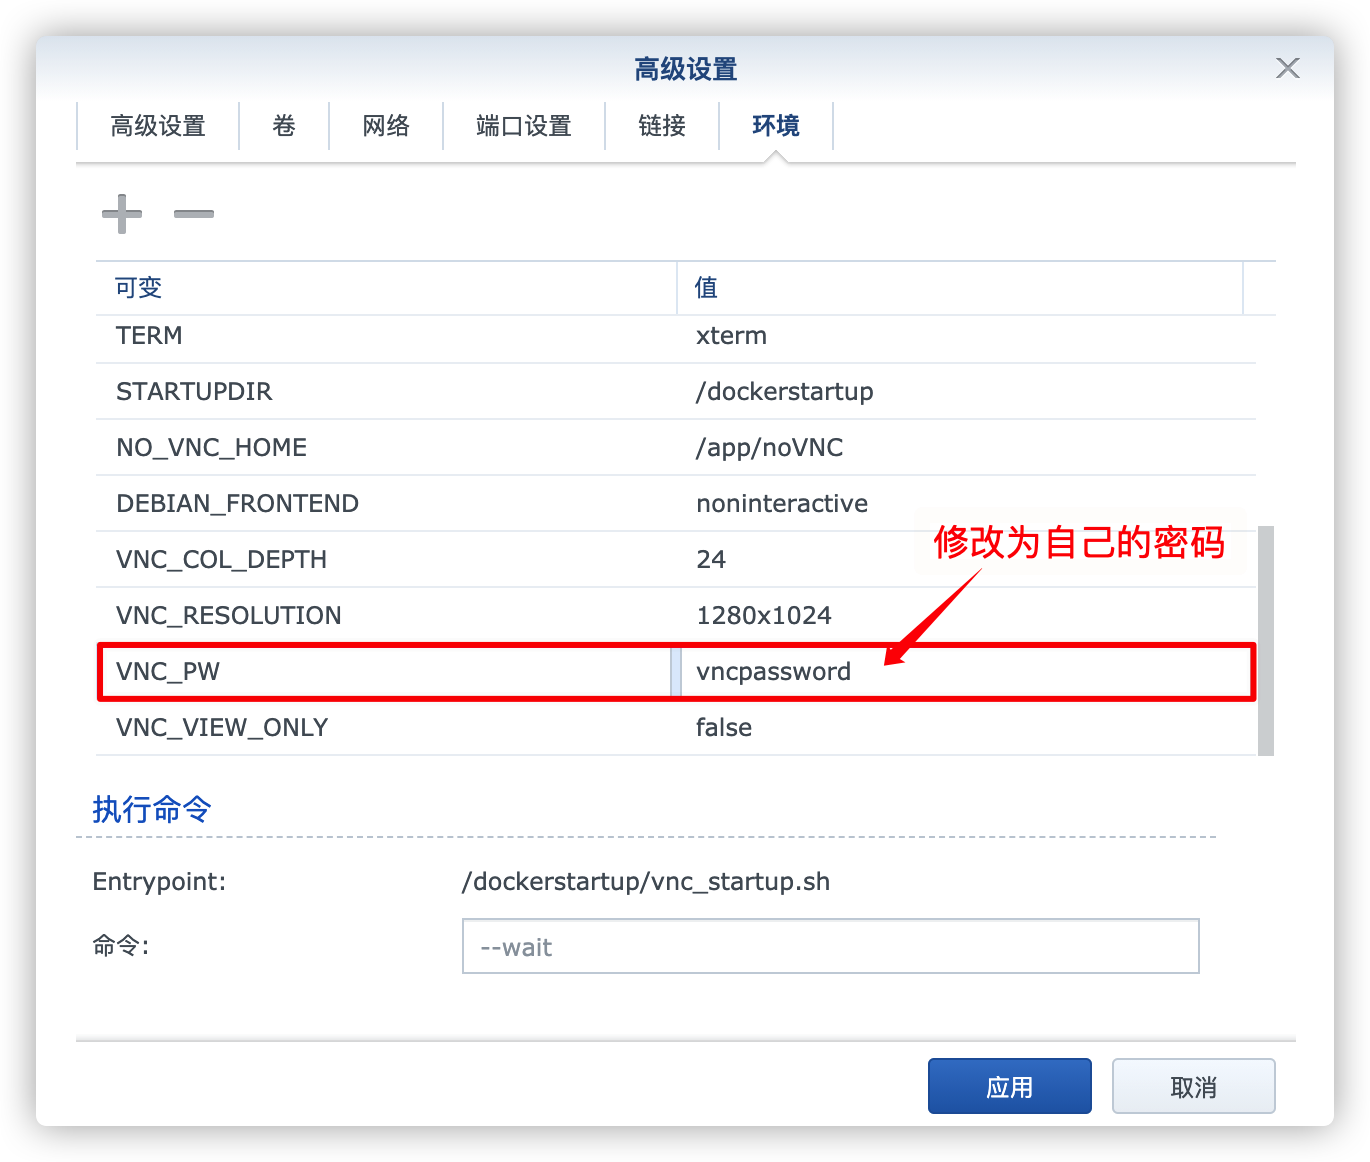 高级设置
高级设置 卷 网络 端口设置 链接 环境
可变 值
TERM xterm
STARTUPDIR /dockerstartup
NO_VNC_HOME /app/noVNC
DEBIAN_FRONTEND noninteractive
修改为自己的密码
VNC_COL_DEPTH 24
VNC_RESOLUTION 1280x1024
VNC_PW vncpassword
VNC_VIEW_ONLY false
执行命令
Entrypoint: /dockerstartup/vnc_startup.sh
命令: --wait
应用 取消